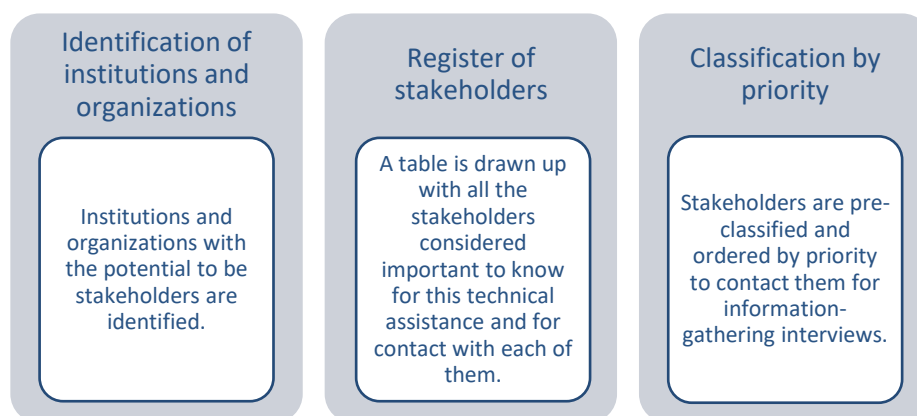 Identification of
institutions and
organizations
Institutions and
organizations with
the potential to be
stakeholders are
identified.
Register of
stakeholders
A table is drawn up
with all the
stakeholders
considered
important to know
for this technical
assistance and for
contact with each of
them.
Classification by
priority
Stakeholders are pre-
classified and
ordered by priority
to contact them for
information-
gathering interviews.